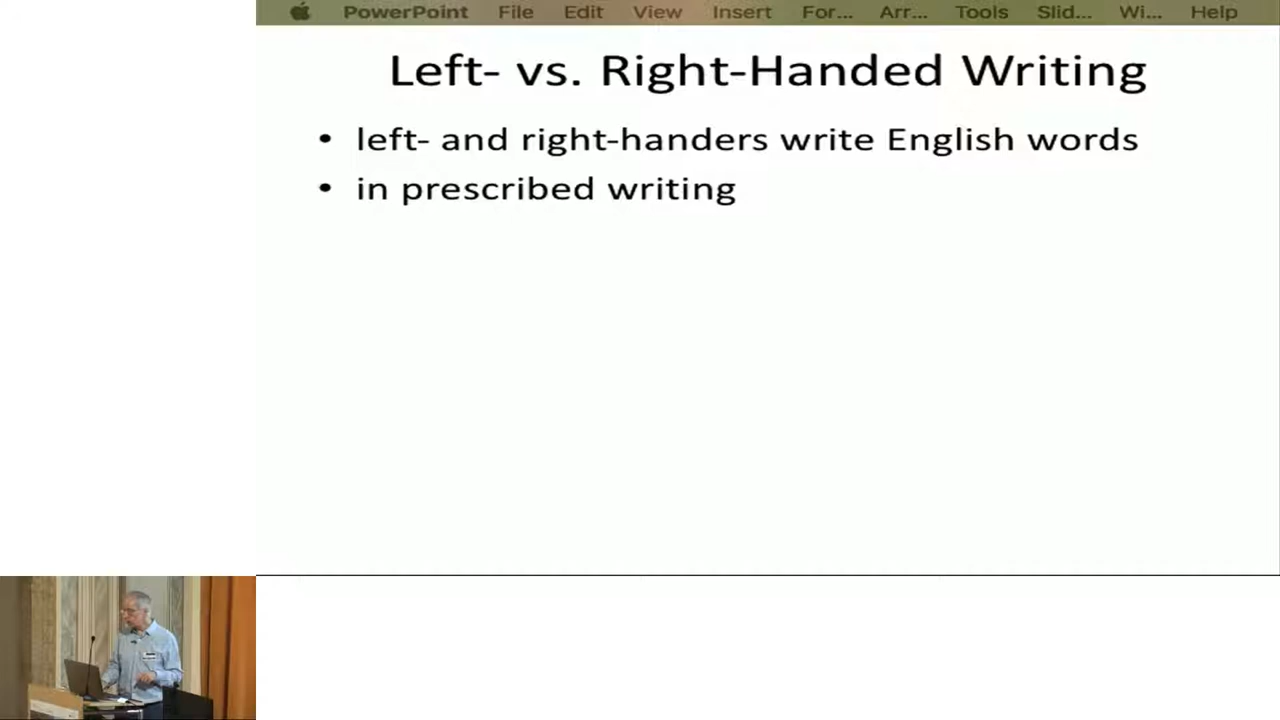 PowerPoint File Edit View Insert For... Arr... Tools Slid... Wi... Help
Left- vs. Right-Handed Writing
• left- and right-handers write English words
• in prescribed writing